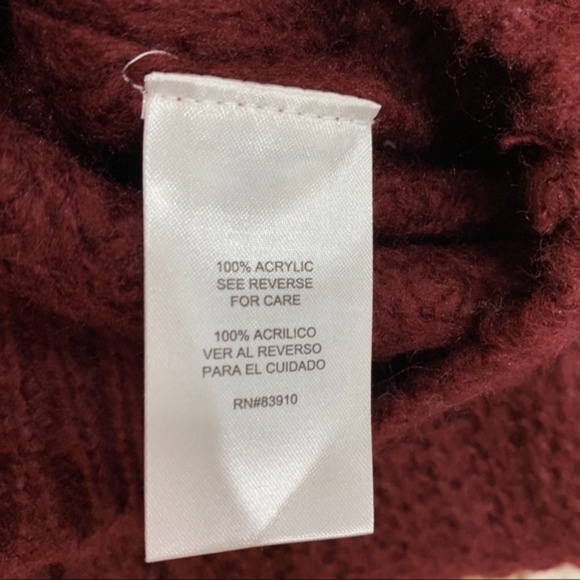 100% ACRYLIC
SEE REVERSE
FOR CARE
100% ACRILICO
VER AL REVERSO
PARA EL CUIDADO
RN#83910